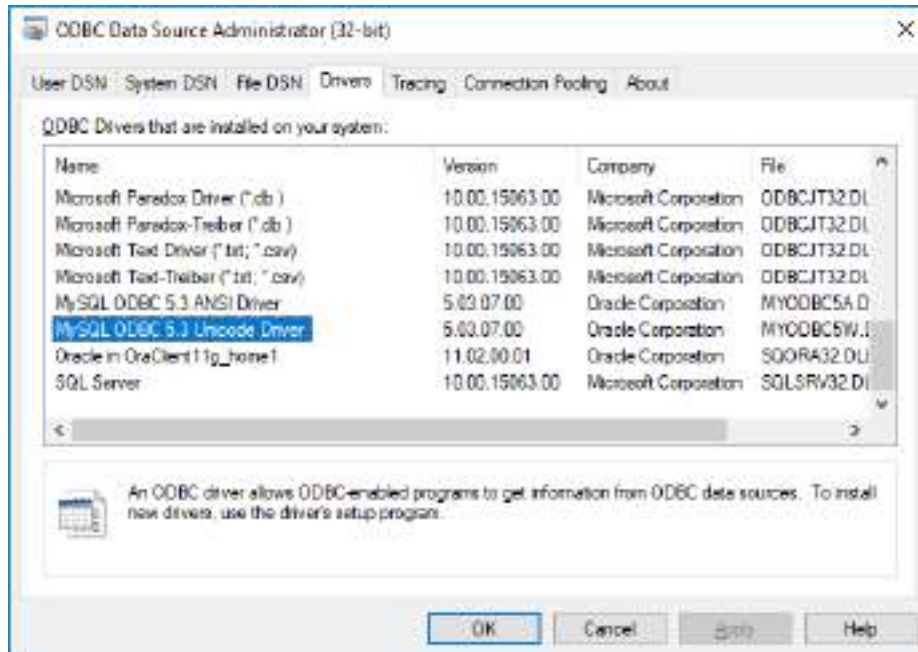 ODBC Data Source Administrator (32-bit)
User DSN System DSN File DSN Drivers Tracing Connection Pooling About
ODBC Drivers that are installed on your system:
Name Version Company File
Microsoft Paradox Driver (*.db ) 10.00.15063.00 Microsoft Corporation ODBCJT32.DL
Microsoft Paradox-Treiber (*.db ) 10.00.15063.00 Microsoft Corporation ODBCJT32.DL
Microsoft Text Driver (*.txt; *.csv) 10.00.15063.00 Microsoft Corporation ODBCJT32.DL
Microsoft Text-Treiber (*.txt; *.csv) 10.00.15063.00 Microsoft Corporation ODBCJT32.DL
MySQL ODBC 5.3 ANSI Driver 5.03.07.00 Oracle Corporation MYODBC5A.D
MySQL ODBC 5.3 Unicode Driver 5.03.07.00 Oracle Corporation MYODBC5W.D
Oracle in OraClient11g_home1 11.02.00.01 Oracle Corporation SQORA32.DLL
SQL Server 10.00.15063.00 Microsoft Corporation SQLSRV32.DL
An ODBC driver allows ODBC-enabled programs to get information from ODBC data sources. To install
new drivers, use the driver's setup program.
OK Cancel Apply Help